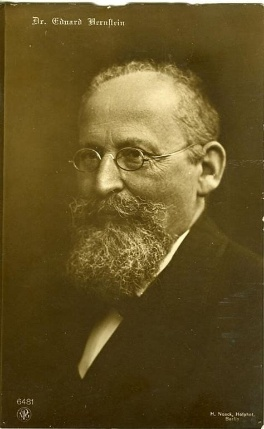 Dr. Eduard Bernstein
6481
M. Noack, Hofphot.
Berlin